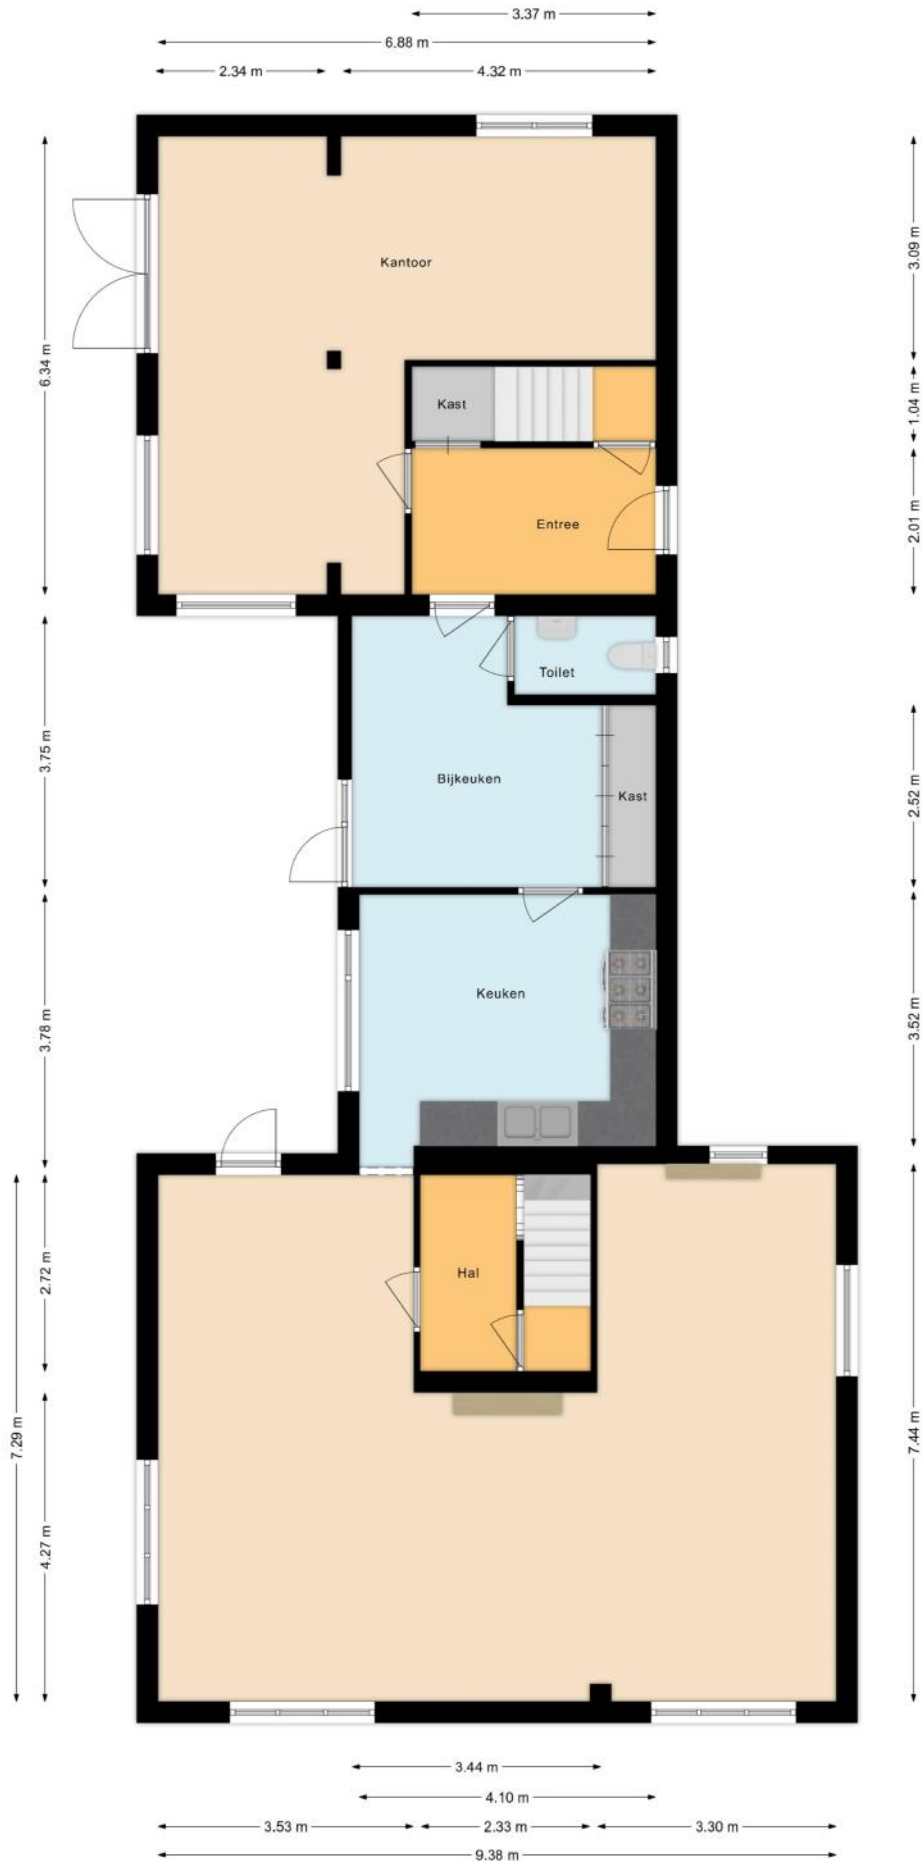 3.37 m
6.88 m
2.34 m
4.32 m
Kantoor
3.09 m
6.34 m
Kast
1.04 m
Entree
2.01 m
Toilet
3.75 m
Bijkeuken
Kast
2.52 m
Keuken
3.78 m
3.52 m
Hal
2.72 m
7.29 m
7.44 m
4.27 m
3.44 m
4.10 m
3.53 m
2.33 m
3.30 m
9.38 m